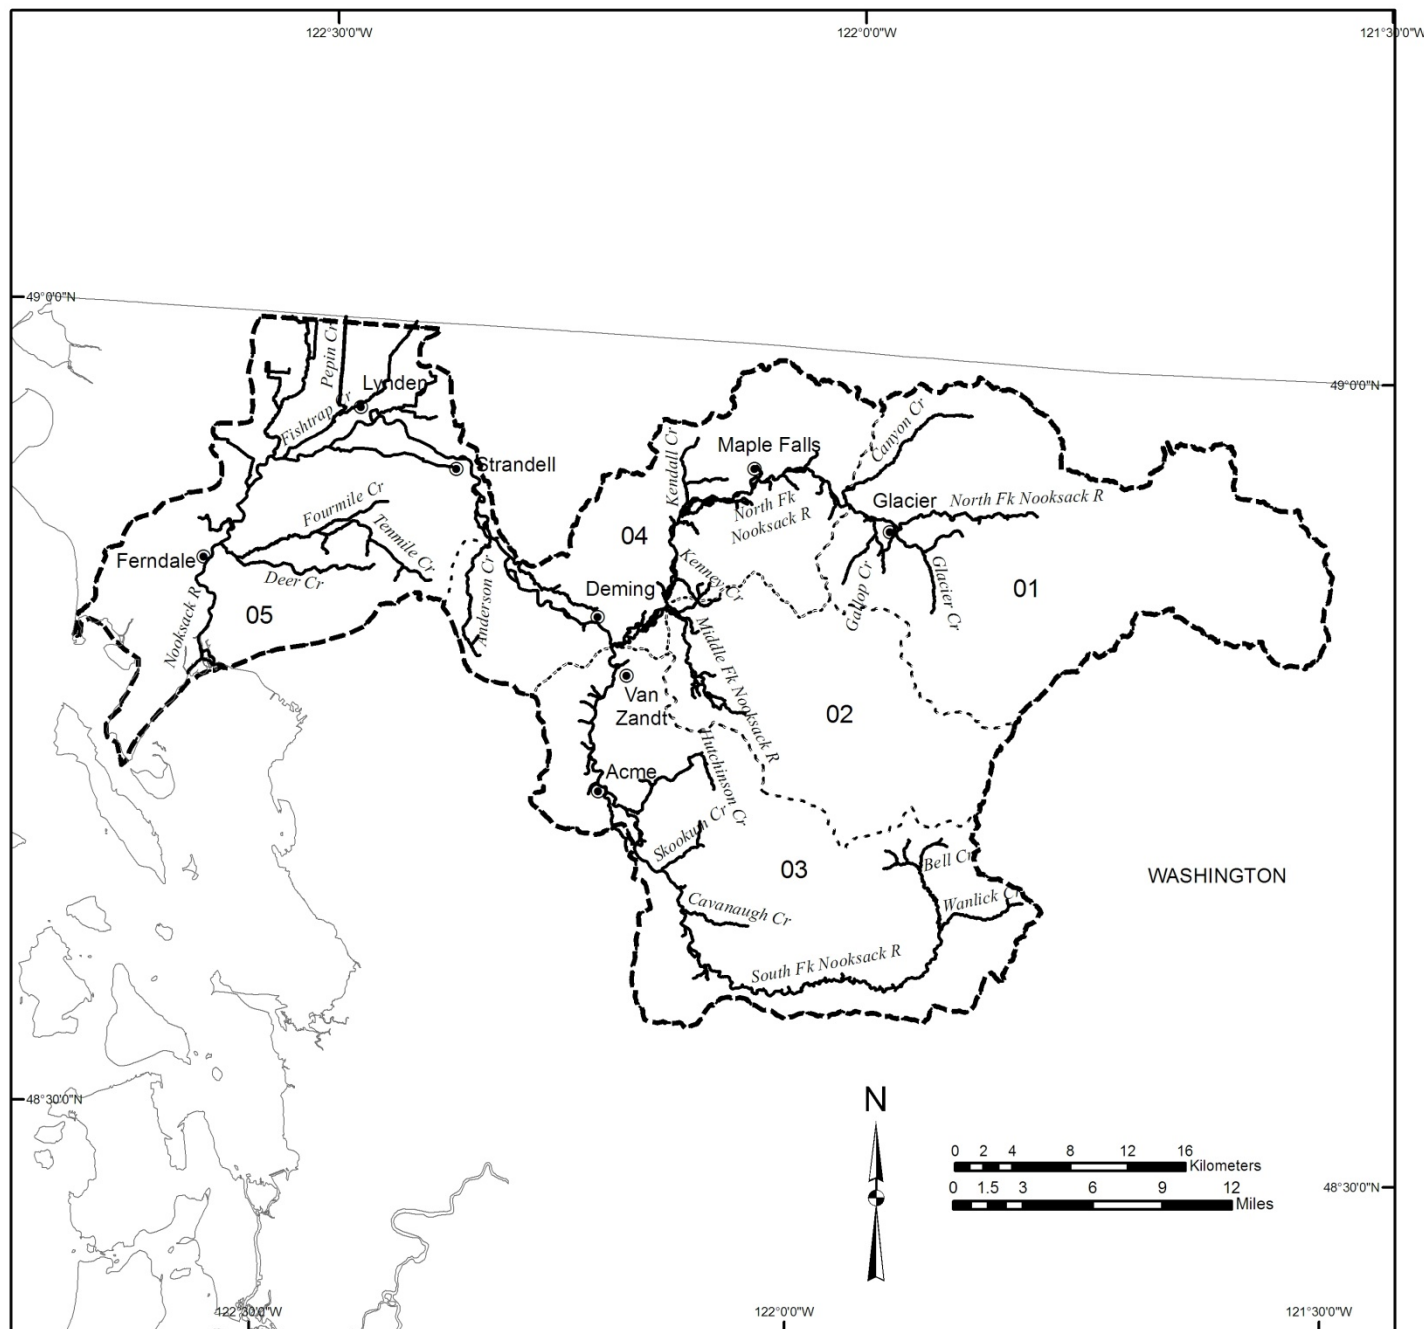 122°30'0"W
122°0'0"W
121°30'0"W
49°0'0"N
49°0'0"N
Pepin Cr
Lynden
Fishtrap Cr
Strandell
Kendall Cr
Maple Falls
Canyon Cr
Glacier
North Fk Nooksack R
North Fk
Nooksack R
Fourmile Cr
Tenmile Cr
04
Ferndale
Deer Cr
Anderson Cr
Deming
Kenney Cr
Gallop Cr
Glacier Cr
01
Nooksack R
05
Middle Fk Nooksack R
Van
Zandt
02
Hutchinson Cr
Acme
Skookum Cr
03
Bell Cr
Wanlick Cr
WASHINGTON
Cavanaugh Cr
South Fk Nooksack R
48°30'0"N
N
0 2 4 8 12 16
Kilometers
0 1.5 3 6 9 12
Miles
48°30'0"N
122°30'0"W
122°0'0"W
121°30'0"W